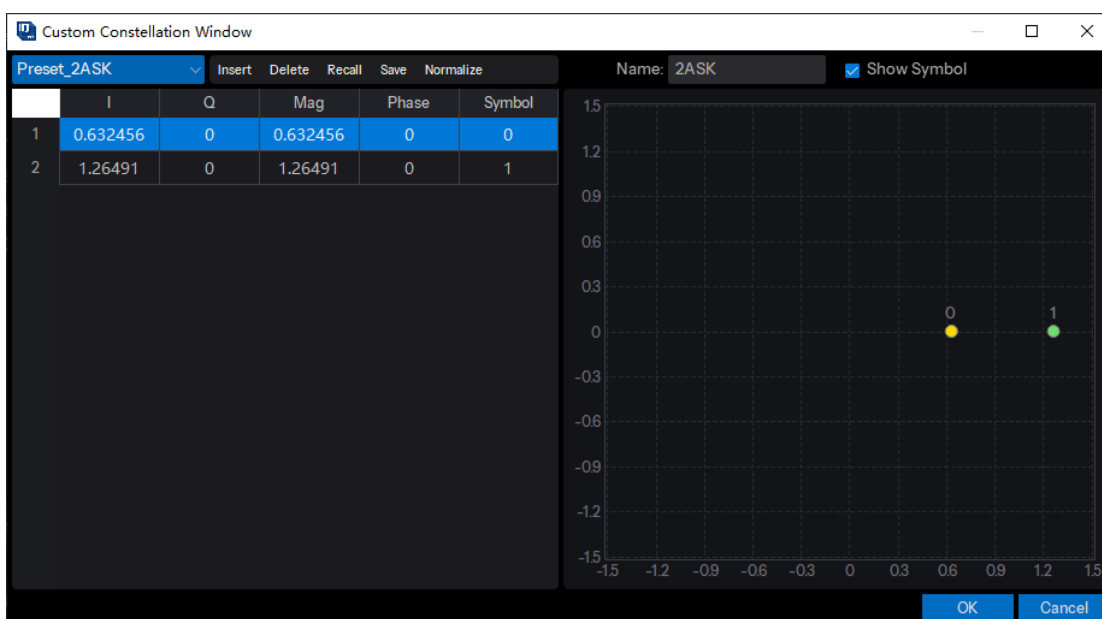 Custom Constellation Window
Preset_2ASK Insert Delete Recall Save Normalize Name: 2ASK Show Symbol
I Q Mag Phase Symbol
1 0.632456 0 0.632456 0 0
2 1.26491 0 1.26491 0 1
1.5
1.2
0.9
0.6
0.3
0 1
0
-0.3
-0.6
-0.9
-1.2
-1.5
-1.5 -1.2 -0.9 -0.6 -0.3 0 0.3 0.6 0.9 1.2 1.5
OK Cancel